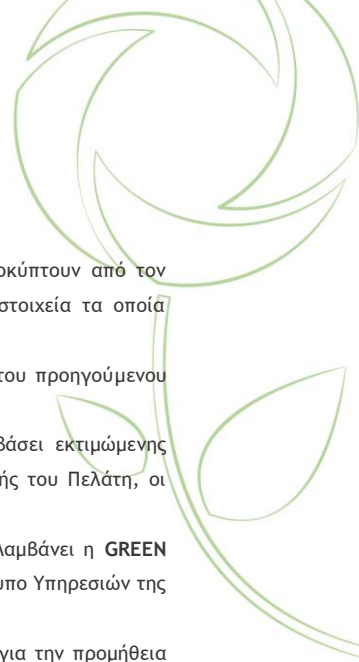 οκύπτουν από τον
στοιχεία τα οποία
του προηγούμενου
βάσει εκτιμώμενης
ής του Πελάτη, οι
λαμβάνει η GREEN
υπο Υπηρεσιών της
για την προμήθεια